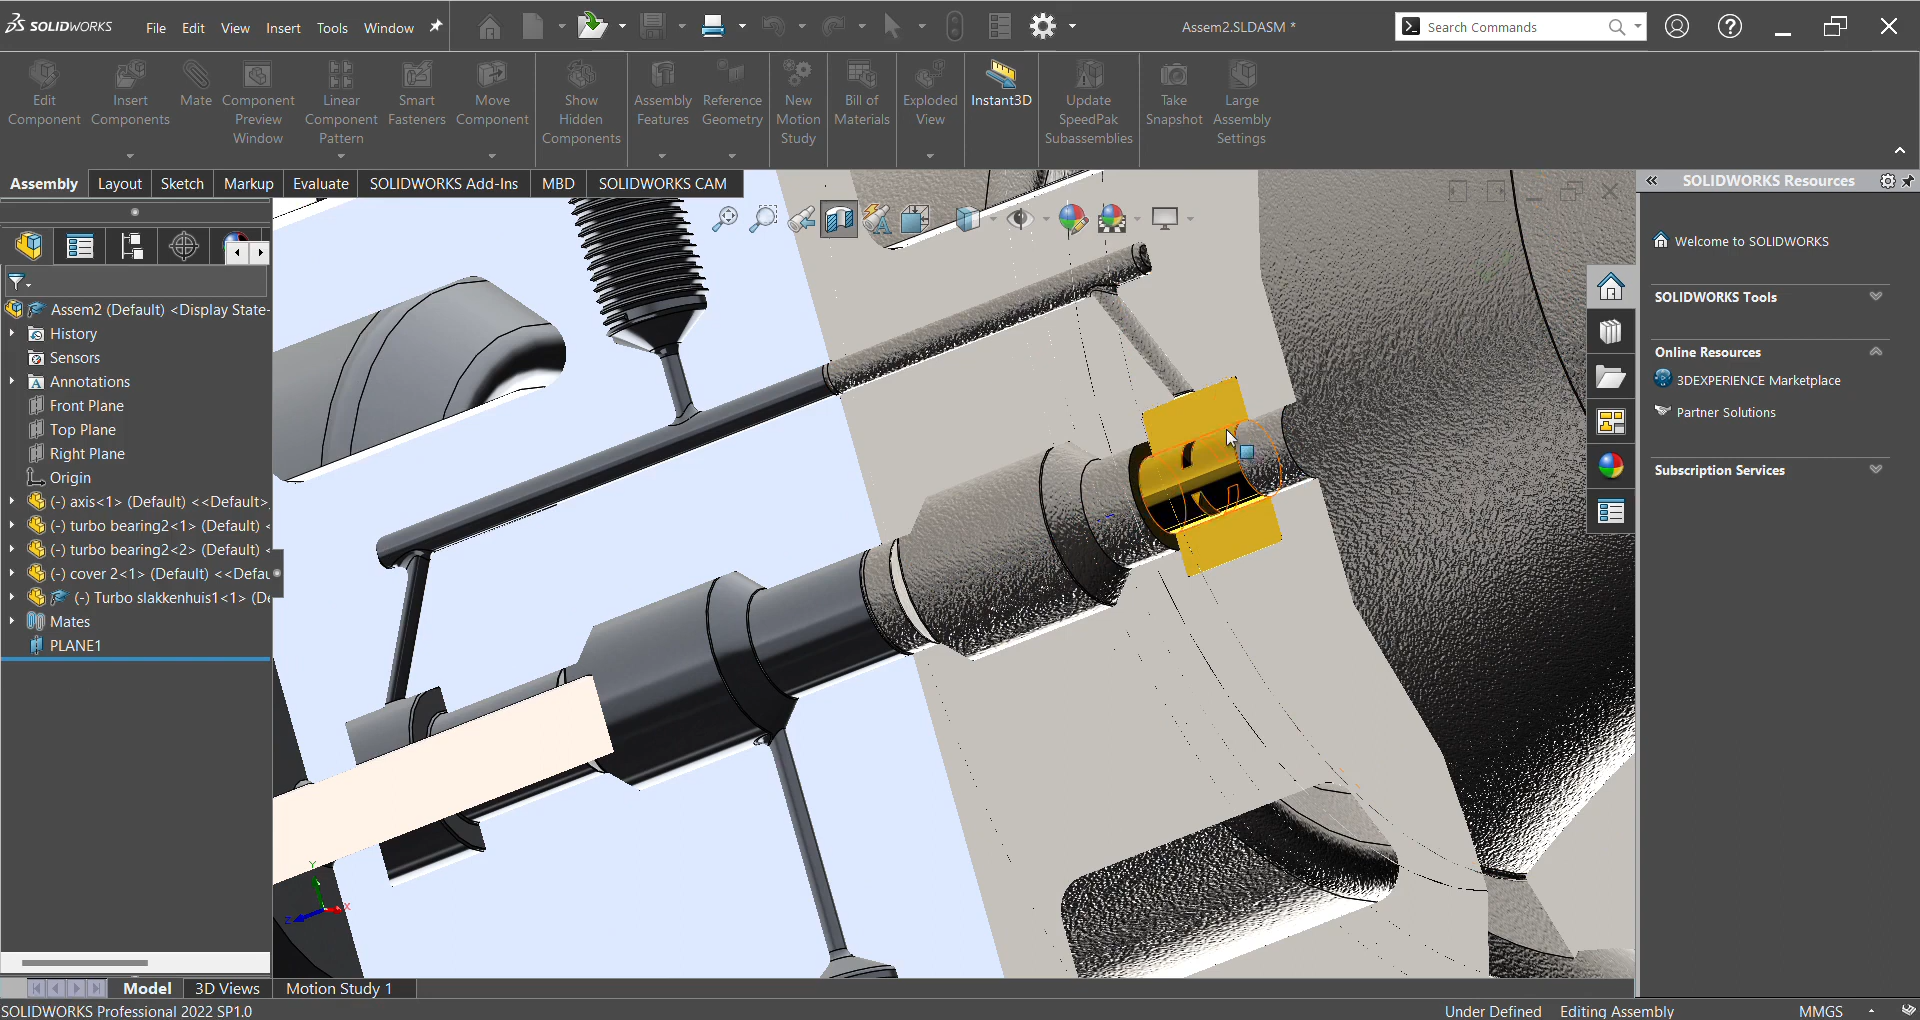 SOLIDWORKS File Edit View Insert Tools Window Assem2.SLDASM * Search Commands
Edit Component
Insert Components
Mate
Component Preview Window
Linear Component Pattern
Smart Fasteners
Move Component
Show Hidden Components
Assembly Features
Reference Geometry
New Motion Study
Bill of Materials
Exploded View
Instant3D
Update SpeedPak Subassemblies
Take Snapshot
Large Assembly Settings
Assembly Layout Sketch Markup Evaluate SOLIDWORKS Add-Ins MBD SOLIDWORKS CAM
Assem2 (Default) <Display State-
History
Sensors
Annotations
Front Plane
Top Plane
Right Plane
Origin
(-) axis<1> (Default) <<Default>
(-) turbo bearing2<1> (Default) <
(-) turbo bearing2<2> (Default) <
(-) cover 2<1> (Default) <<Defau
(-) Turbo slakkenhuis1<1> (De
Mates
PLANE1
Y
X
Z
SOLIDWORKS Resources
Welcome to SOLIDWORKS
SOLIDWORKS Tools
Online Resources
3DEXPERIENCE Marketplace
Partner Solutions
Subscription Services
Model 3D Views Motion Study 1
SOLIDWORKS Professional 2022 SP1.0 Under Defined Editing Assembly MMGS